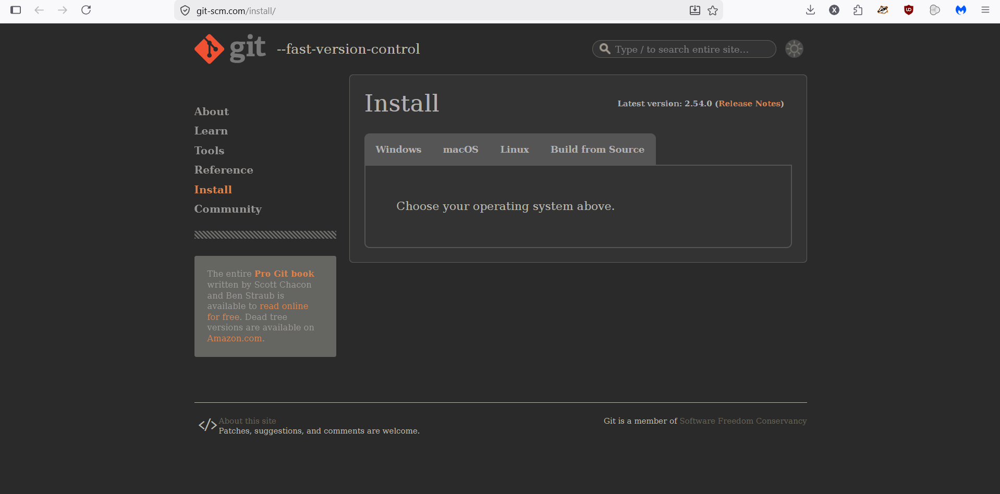 git-scm.com/install/
git --fast-version-control
Type / to search entire site…
About
Learn
Tools
Reference
Install
Community
The entire Pro Git book
written by Scott Chacon
and Ben Straub is
available to read online
for free. Dead tree
versions are available on
Amazon.com.
Install
Latest version: 2.54.0 (Release Notes)
Windows macOS Linux Build from Source
Choose your operating system above.
</> About this site
Patches, suggestions, and comments are welcome.
Git is a member of Software Freedom Conservancy